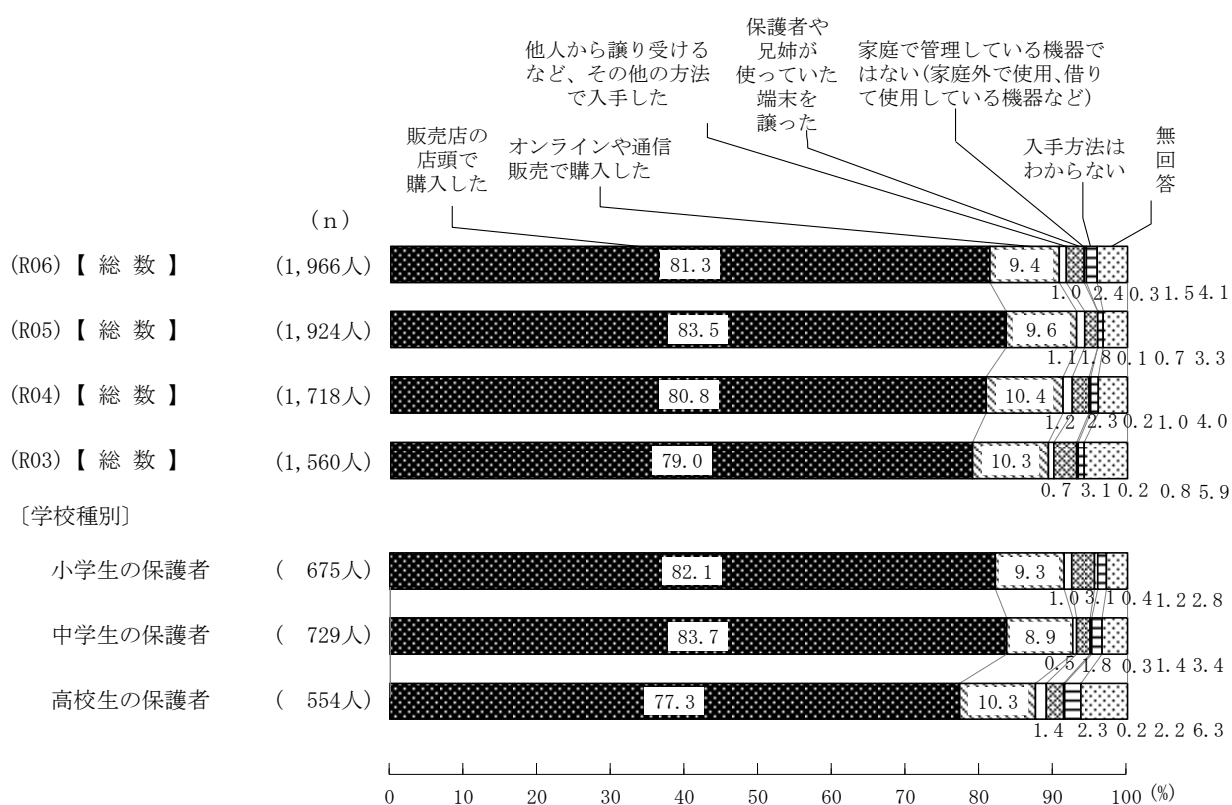 保護者や
兄姉が
使っていた
端末を
譲った
他人から譲り受ける
など、その他の方法
で入手した
家庭で管理している機器で
はない(家庭外で使用、借り
て使用している機器など)
販売店の
店頭で
購入した
オンラインや通信
販売で購入した
入手方法は
わからない
無
回
答
(n)
(R06)【 総 数 】 (1,966人) 81.3 9.4
1.0 2.4 0.3 1.5 4.1
(R05)【 総 数 】 (1,924人) 83.5 9.6
1.1 1.8 0.1 0.7 3.3
(R04)【 総 数 】 (1,718人) 80.8 10.4
1.2 2.3 0.2 1.0 4.0
(R03)【 総 数 】 (1,560人) 79.0 10.3
0.7 3.1 0.2 0.8 5.9
〔学校種別〕
小学生の保護者 ( 675人) 82.1 9.3
1.0 3.1 0.4 1.2 2.8
中学生の保護者 ( 729人) 83.7 8.9
0.5 1.8 0.3 1.4 3.4
高校生の保護者 ( 554人) 77.3 10.3
1.4 2.3 0.2 2.2 6.3
0 10 20 30 40 50 60 70 80 90 100 (%)